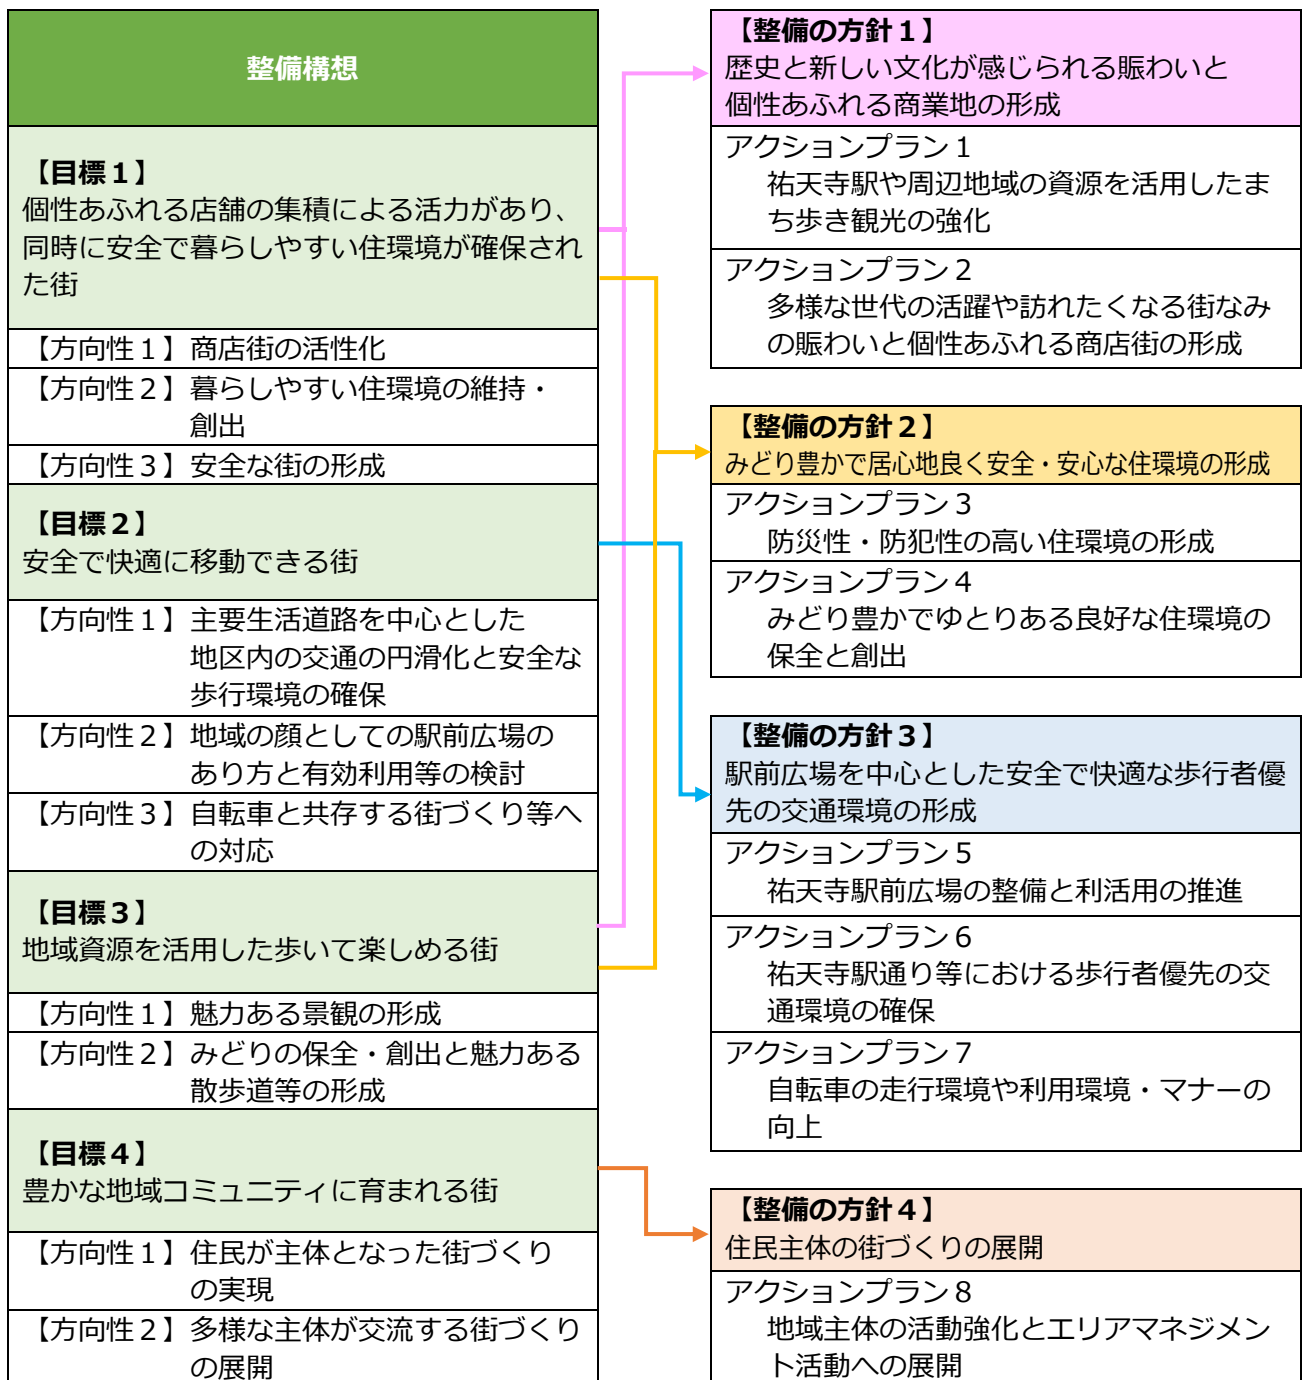 整備構想
【目標１】
個性あふれる店舗の集積による活力があり、
同時に安全で暮らしやすい住環境が確保され
た街
【方向性１】商店街の活性化
【方向性２】暮らしやすい住環境の維持・
創出
【方向性３】安全な街の形成
【目標２】
安全で快適に移動できる街
【方向性１】主要生活道路を中心とした
地区内の交通の円滑化と安全な
歩行環境の確保
【方向性２】地域の顔としての駅前広場の
あり方と有効利用等の検討
【方向性３】自転車と共存する街づくり等へ
の対応
【目標３】
地域資源を活用した歩いて楽しめる街
【方向性１】魅力ある景観の形成
【方向性２】みどりの保全・創出と魅力ある
散歩道等の形成
【目標４】
豊かな地域コミュニティに育まれる街
【方向性１】住民が主体となった街づくり
の実現
【方向性２】多様な主体が交流する街づくり
の展開
【整備の方針１】
歴史と新しい文化が感じられる賑わいと
個性あふれる商業地の形成
アクションプラン１
祐天寺駅や周辺地域の資源を活用したま
ち歩き観光の強化
アクションプラン２
多様な世代の活躍や訪れたくなる街なみ
の賑わいと個性あふれる商店街の形成
【整備の方針２】
みどり豊かで居心地良く安全・安心な住環境の形成
アクションプラン３
防災性・防犯性の高い住環境の形成
アクションプラン４
みどり豊かでゆとりある良好な住環境の
保全と創出
【整備の方針３】
駅前広場を中心とした安全で快適な歩行者優
先の交通環境の形成
アクションプラン５
祐天寺駅前広場の整備と利活用の推進
アクションプラン６
祐天寺駅通り等における歩行者優先の交
通環境の確保
アクションプラン７
自転車の走行環境や利用環境・マナーの
向上
【整備の方針４】
住民主体の街づくりの展開
アクションプラン８
地域主体の活動強化とエリアマネジメン
ト活動への展開